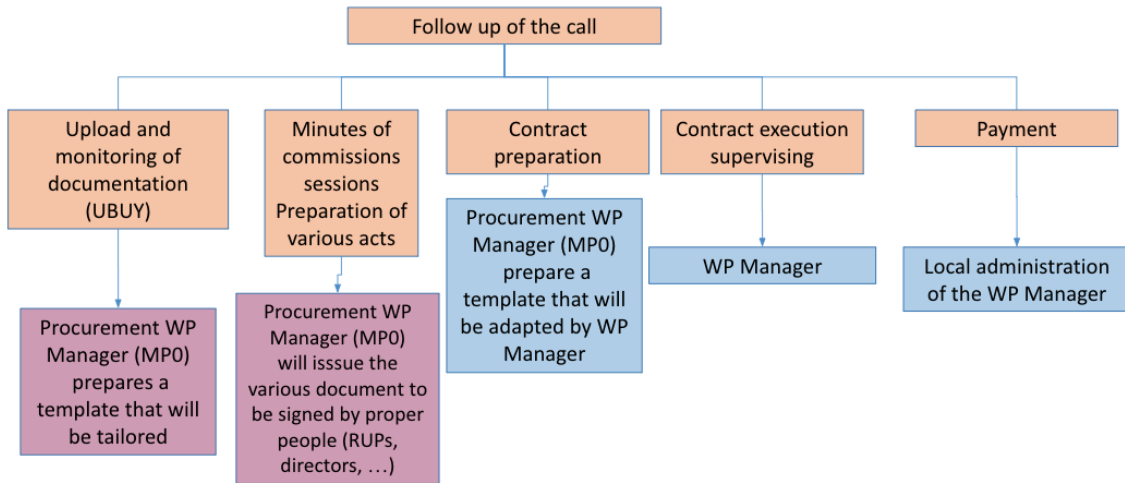 Follow up of the call
Upload and
monitoring of
documentation
(UBUY)
Minutes of
commissions
sessions
Preparation of
various acts
Contract
preparation
Contract execution
supervising
Payment
Procurement WP
Manager (MP0)
prepares a
template that will
be tailored
Procurement WP
Manager (MP0)
will isssue the
various document to
be signed by proper
people (RUPs,
directors, …)
Procurement WP
Manager (MP0)
prepare a
template that will
be adapted by WP
Manager
WP Manager
Local administration
of the WP Manager